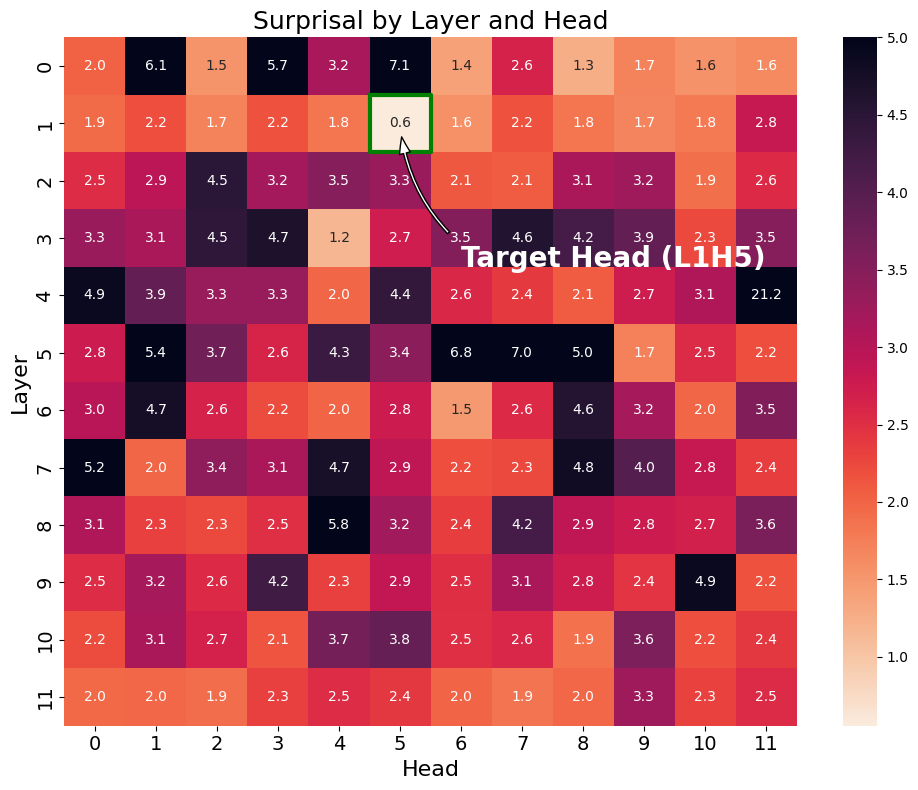 Surprisal by Layer and Head
0 2.0 6.1 1.5 5.7 3.2 7.1 1.4 2.6 1.3 1.7 1.6 1.6
1 1.9 2.2 1.7 2.2 1.8 0.6 1.6 2.2 1.8 1.7 1.8 2.8
2 2.5 2.9 4.5 3.2 3.5 3.3 2.1 2.1 3.1 3.2 1.9 2.6
3 3.3 3.1 4.5 4.7 1.2 2.7 3.5 4.6 4.2 3.9 2.3 3.5
Target Head (L1H5)
4 4.9 3.9 3.3 3.3 2.0 4.4 2.6 2.4 2.1 2.7 3.1 21.2
5 2.8 5.4 3.7 2.6 4.3 3.4 6.8 7.0 5.0 1.7 2.5 2.2
6 3.0 4.7 2.6 2.2 2.0 2.8 1.5 2.6 4.6 3.2 2.0 3.5
7 5.2 2.0 3.4 3.1 4.7 2.9 2.2 2.3 4.8 4.0 2.8 2.4
8 3.1 2.3 2.3 2.5 5.8 3.2 2.4 4.2 2.9 2.8 2.7 3.6
9 2.5 3.2 2.6 4.2 2.3 2.9 2.5 3.1 2.8 2.4 4.9 2.2
10 2.2 3.1 2.7 2.1 3.7 3.8 2.5 2.6 1.9 3.6 2.2 2.4
11 2.0 2.0 1.9 2.3 2.5 2.4 2.0 1.9 2.0 3.3 2.3 2.5
0 1 2 3 4 5 6 7 8 9 10 11
Head
Layer
5.0
4.5
4.0
3.5
3.0
2.5
2.0
1.5
1.0